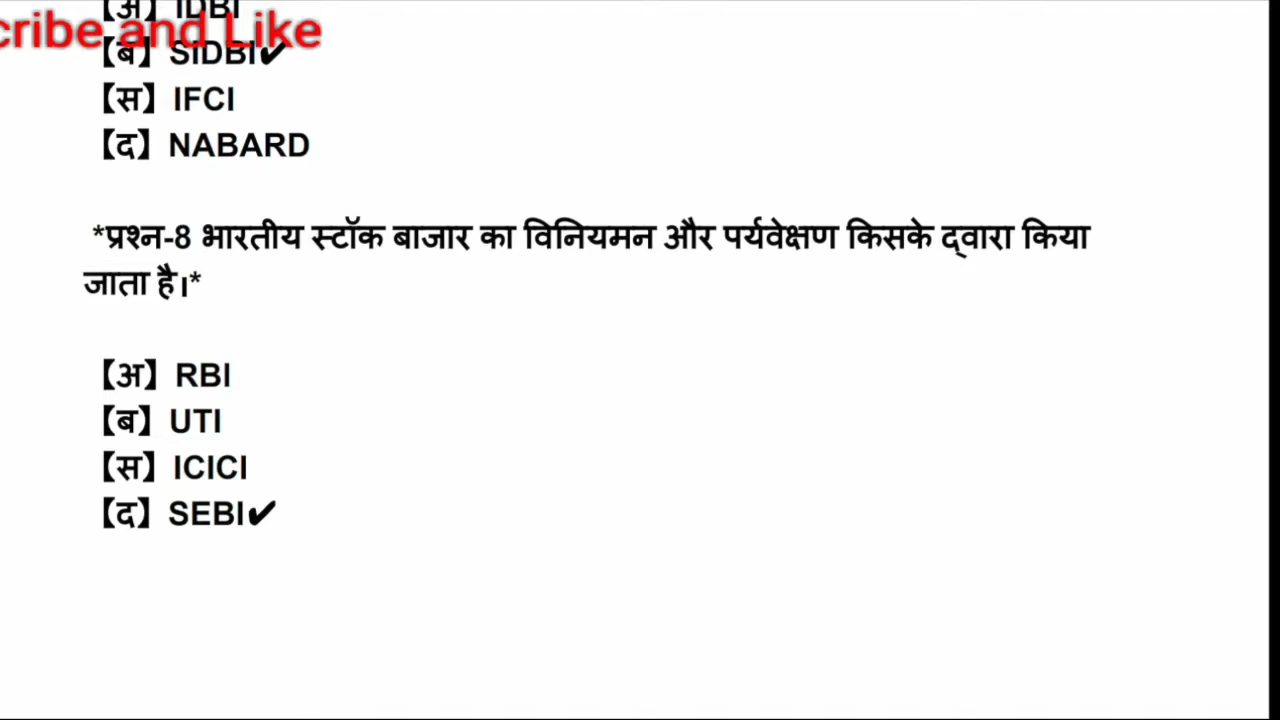 【अ】 IDBI
cribe and Like
【ब】 SIDBI✔
【स】 IFCI
【द】 NABARD
*प्रश्न-8 भारतीय स्टॉक बाजार का विनियमन और पर्यवेक्षण किसके द्वारा किया
जाता है।*
【अ】 RBI
【ब】 UTI
【स】 ICICI
【द】 SEBI✔